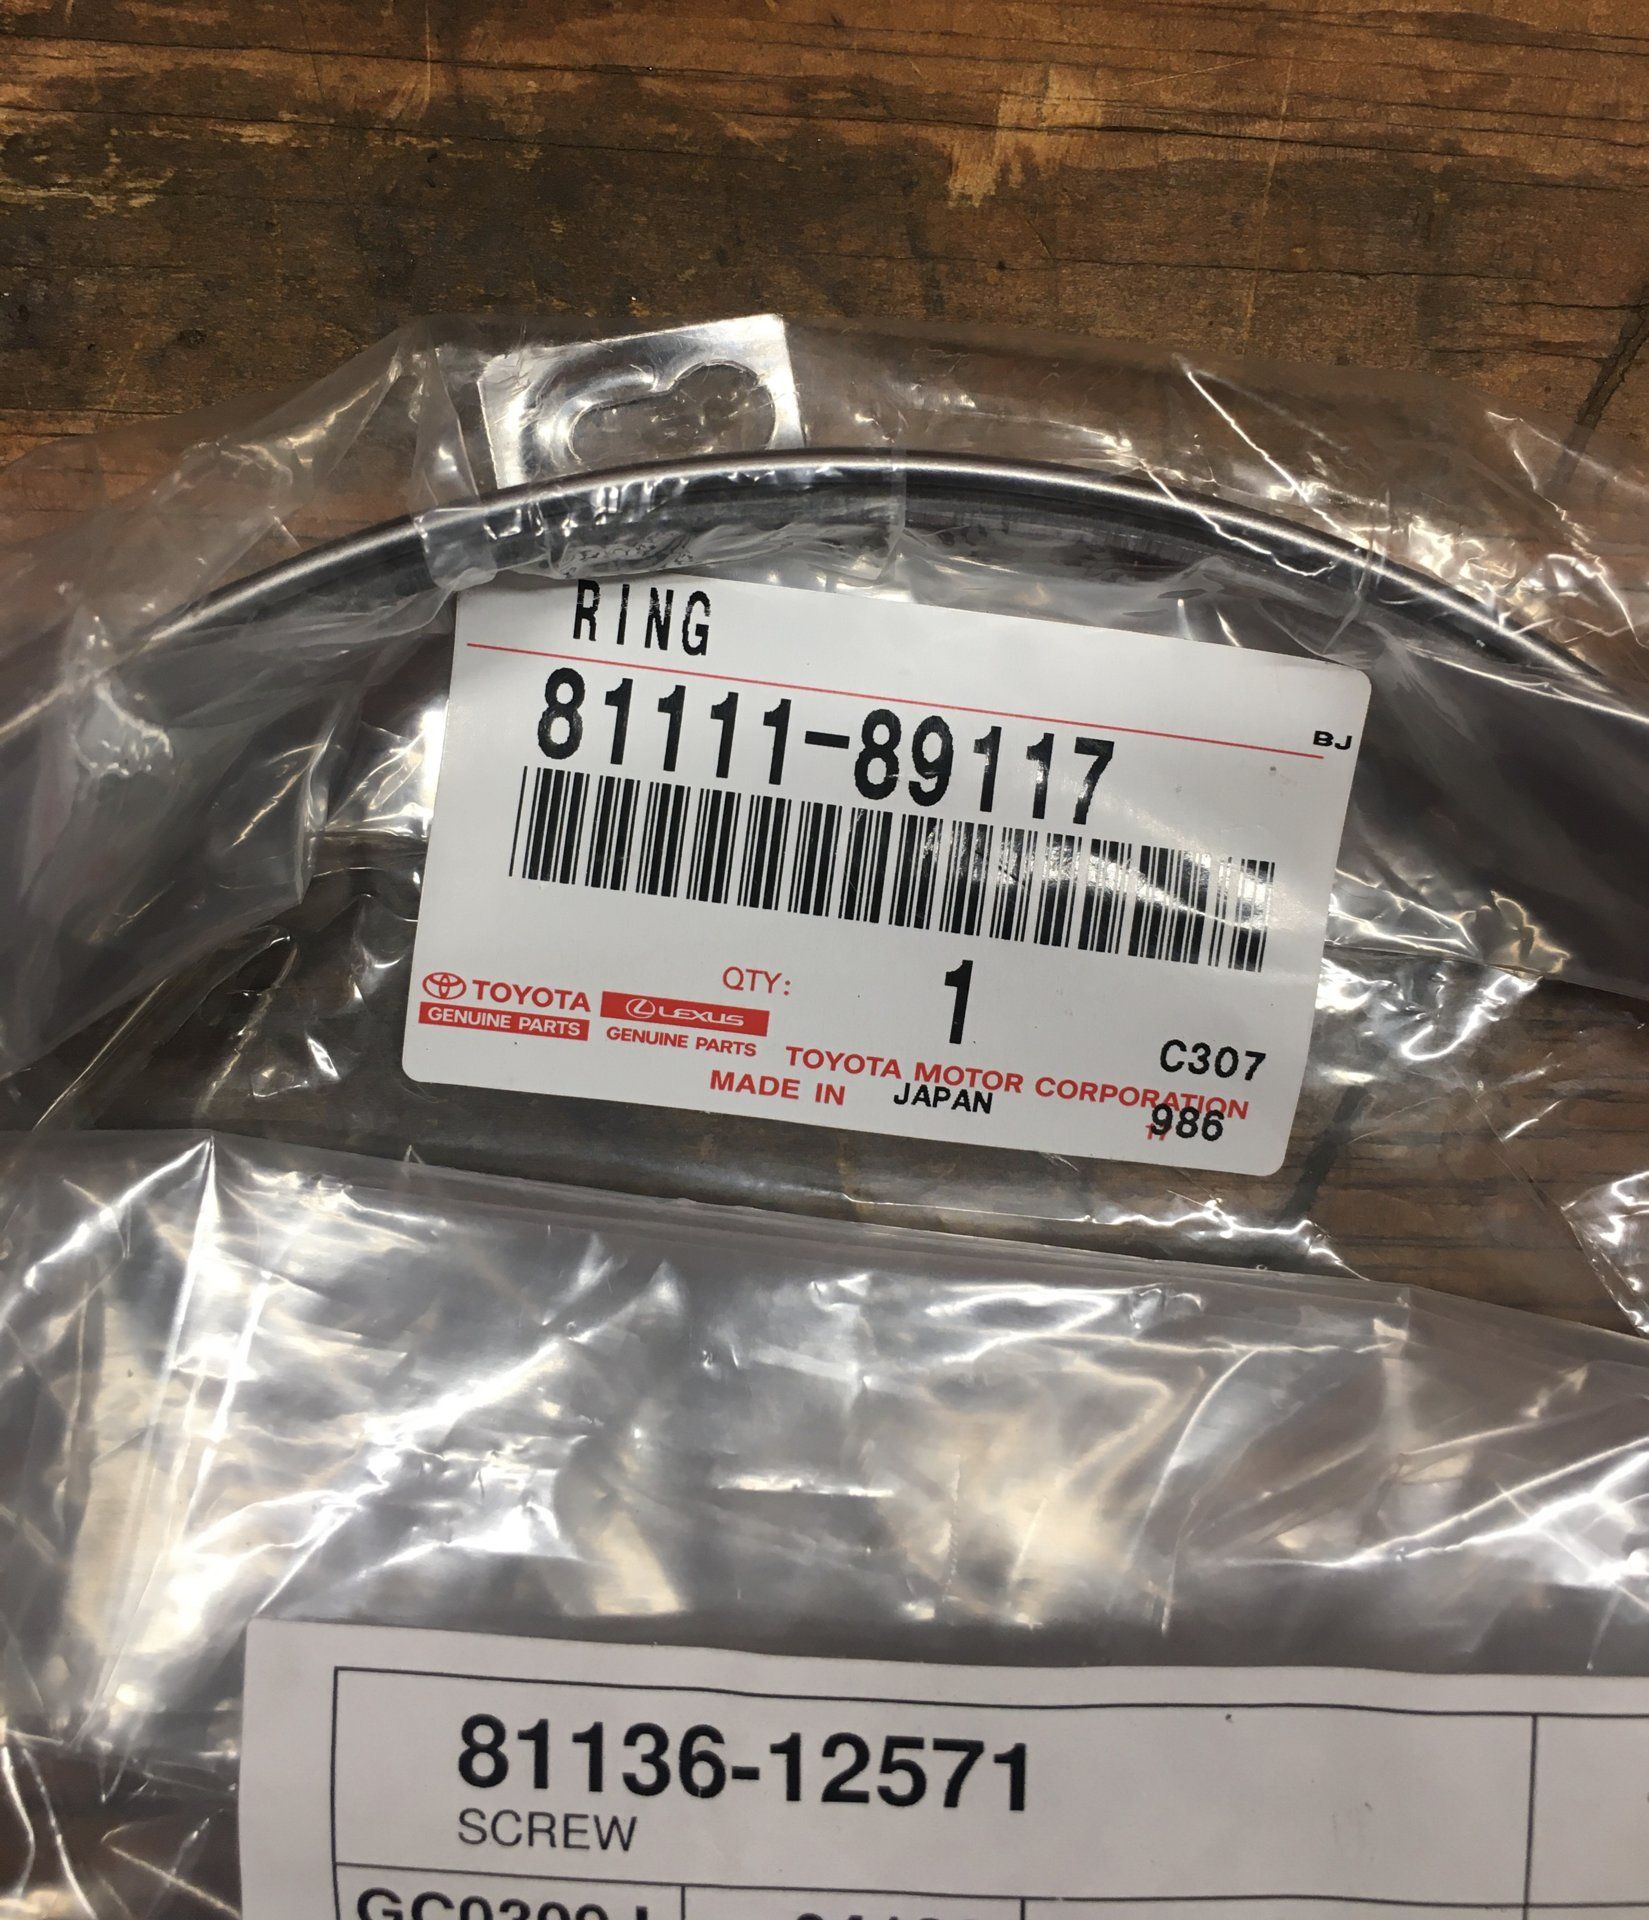 RING
BJ
81111-89117
QTY: 1
TOYOTA
GENUINE PARTS
LEXUS
GENUINE PARTS
C307
TOYOTA MOTOR CORPORATION
MADE IN JAPAN
986
81136-12571
SCREW